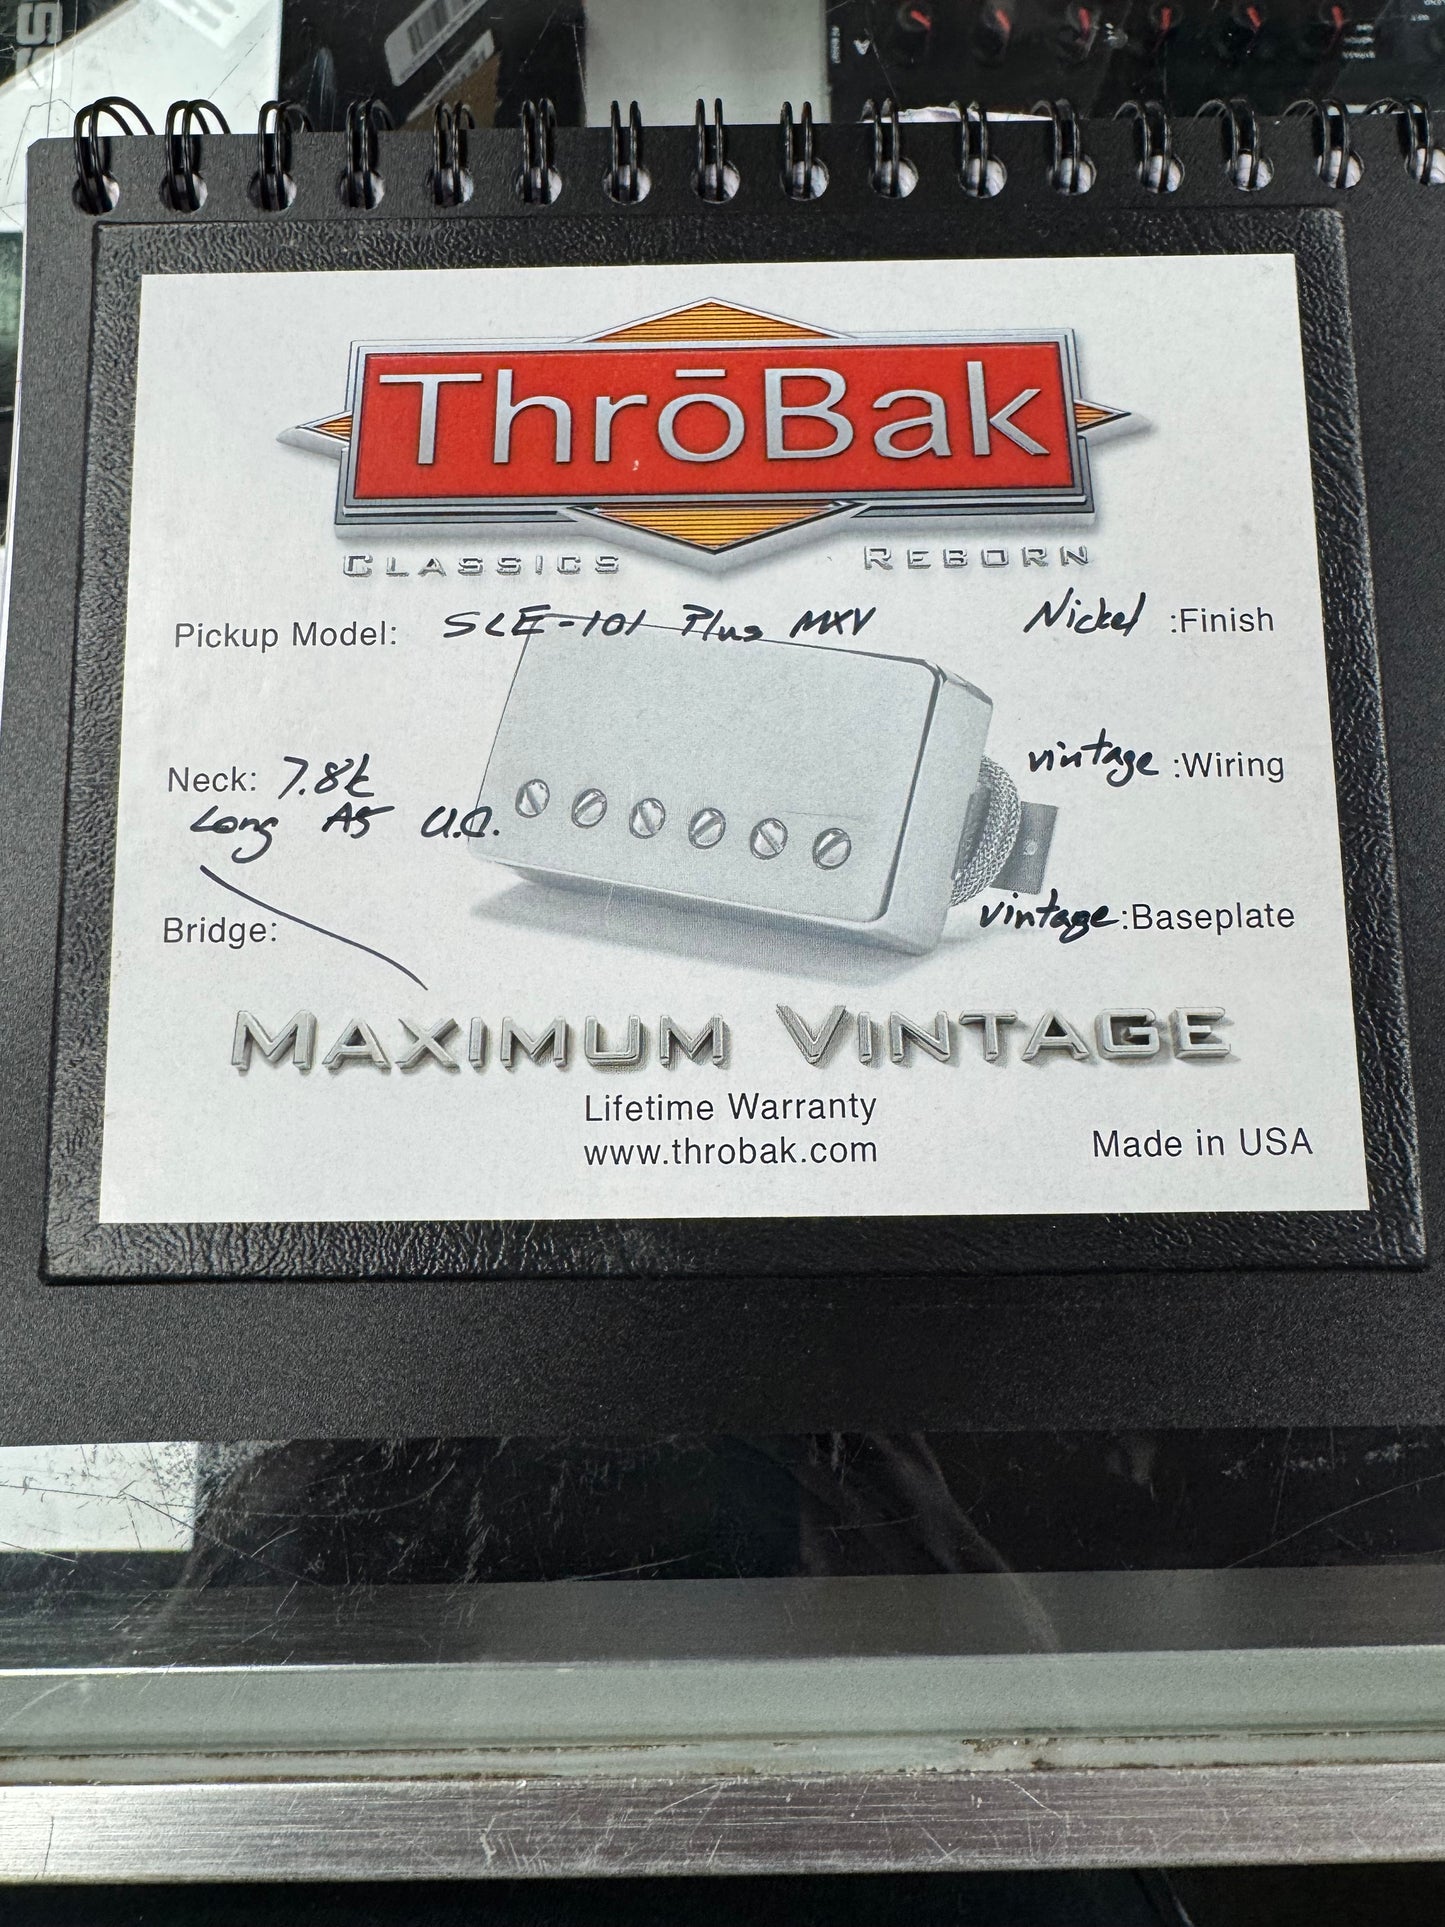 ThrōBak
CLASSICS REBORN
Pickup Model: SLE-101 Plus MXV
Nickel :Finish
Neck: 7.8k
Long A5 U.C.
vintage :Wiring
Bridge:
vintage :Baseplate
MAXIMUM VINTAGE
Lifetime Warranty
www.throbak.com
Made in USA